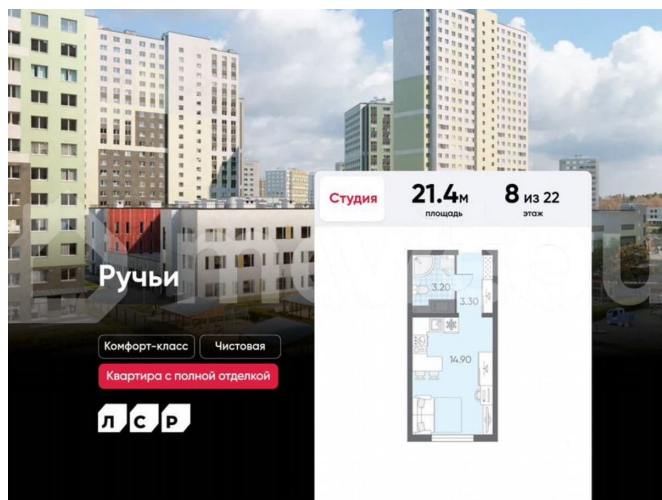 Студия
21.4м
площадь
8 из 22
этаж
3.20
3.30
14.90
Ручьи
Комфорт-класс
Чистовая
Квартира с полной отделкой
ЛСР